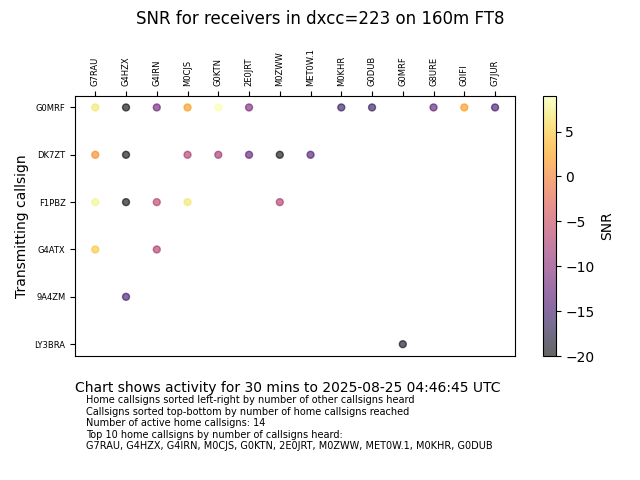 SNR for receivers in dxcc=223 on 160m FT8
G7RAU G4HZX G4IRN M0CJS G0KTN 2E0JRT M0ZWW MET0W.1 M0KHR G0DUB G0MRF G8URE G0IFI G7JUR
Transmitting callsign
G0MRF
DK7ZT
F1PBZ
G4ATX
9A4ZM
LY3BRA
5
0
−5
−10
−15
−20
SNR
Chart shows activity for 30 mins to 2025-08-25 04:46:45 UTC
Home callsigns sorted left-right by number of other callsigns heard
Callsigns sorted top-bottom by number of home callsigns reached
Number of active home callsigns: 14
Top 10 home callsigns by number of callsigns heard:
G7RAU, G4HZX, G4IRN, M0CJS, G0KTN, 2E0JRT, M0ZWW, MET0W.1, M0KHR, G0DUB